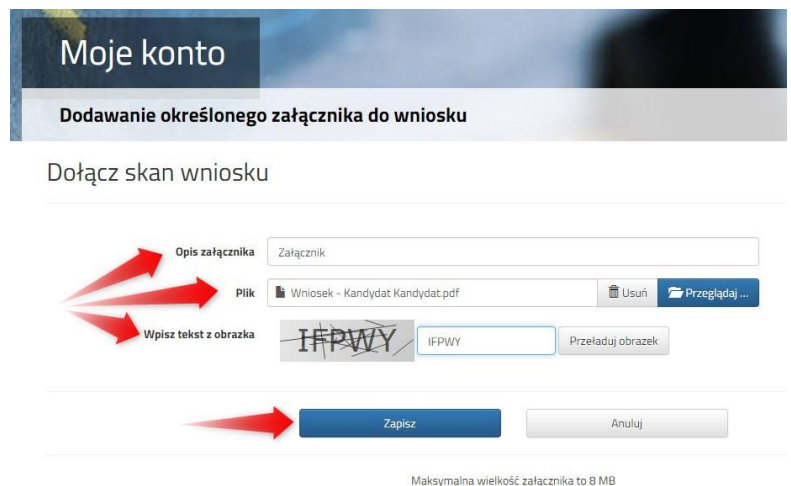 Moje konto
Dodawanie określonego załącznika do wniosku
Dołącz skan wniosku
Opis załącznika Załącznik
Plik Wniosek - Kandydat Kandydat.pdf Usuń Przeglądaj ...
Wpisz tekst z obrazka IFPWY IFPWY Przeładuj obrazek
Zapisz Anuluj
Maksymalna wielkość załącznika to 8 MB